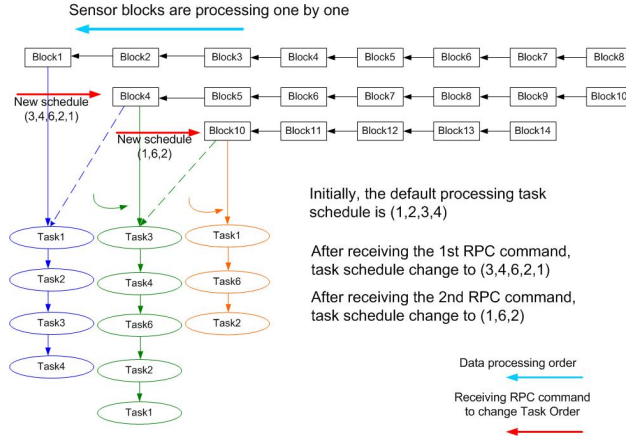 Sensor blocks are processing one by one
Block1 Block2 Block3 Block4 Block5 Block6 Block7 Block8
New schedule
(3,4,6,2,1)
Block4 Block5 Block6 Block7 Block8 Block9 Block10
New schedule
(1,6,2)
Block10 Block11 Block12 Block13 Block14
Initially, the default processing task
schedule is (1,2,3,4)
After receiving the 1st RPC command,
task schedule change to (3,4,6,2,1)
After receiving the 2nd RPC command,
task schedule change to (1,6,2)
Task1 Task3 Task1
Task2 Task4 Task6
Task3 Task6 Task2
Task4 Task2
Task1
Data processing order
Receiving RPC command
to change Task Order